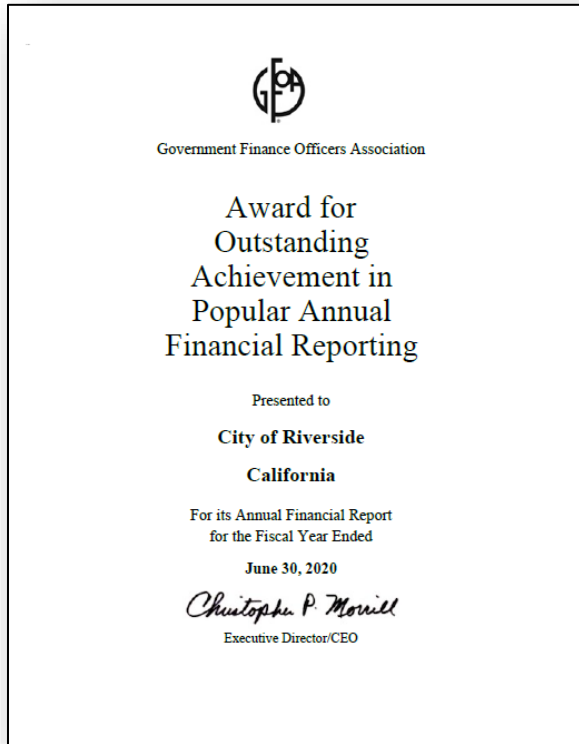 GFOA
Government Finance Officers Association
Award for
Outstanding
Achievement in
Popular Annual
Financial Reporting
Presented to
City of Riverside
California
For its Annual Financial Report
for the Fiscal Year Ended
June 30, 2020
Christopher P. Morrill
Executive Director/CEO